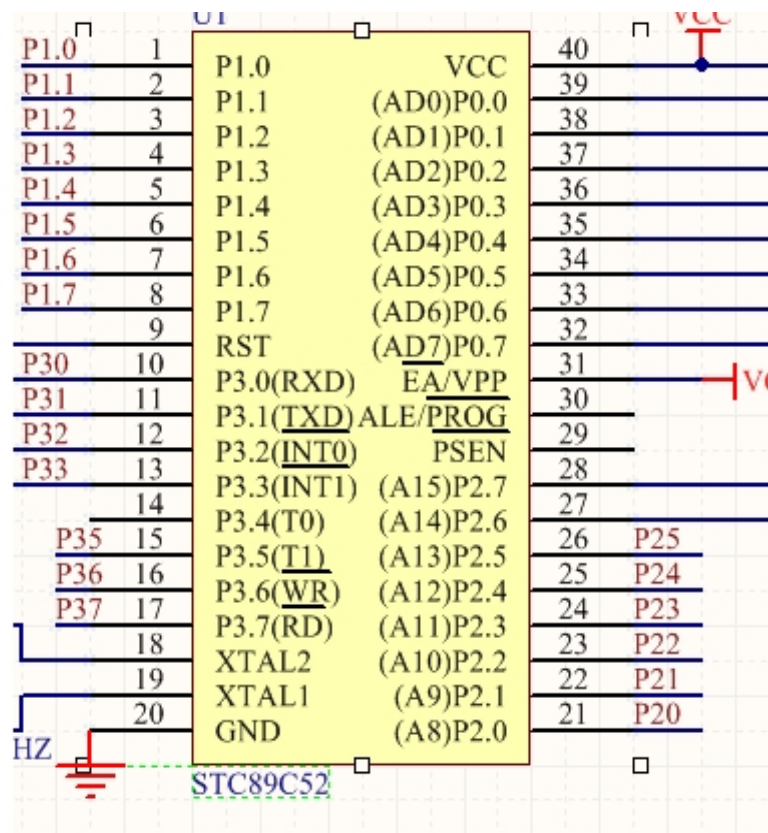 U1 VCC
P1.0 1 P1.0 VCC 40
P1.1 2 P1.1 (AD0)P0.0 39
P1.2 3 P1.2 (AD1)P0.1 38
P1.3 4 P1.3 (AD2)P0.2 37
P1.4 5 P1.4 (AD3)P0.3 36
P1.5 6 P1.5 (AD4)P0.4 35
P1.6 7 P1.6 (AD5)P0.5 34
P1.7 8 P1.7 (AD6)P0.6 33
9 RST (AD7)P0.7 32
P30 10 P3.0(RXD) EA/VPP 31
P31 11 P3.1(TXD) ALE/PROG 30
P32 12 P3.2(INT0) PSEN 29
P33 13 P3.3(INT1) (A15)P2.7 28
14 P3.4(T0) (A14)P2.6 27
P35 15 P3.5(T1) (A13)P2.5 26 P25
P36 16 P3.6(WR) (A12)P2.4 25 P24
P37 17 P3.7(RD) (A11)P2.3 24 P23
18 XTAL2 (A10)P2.2 23 P22
19 XTAL1 (A9)P2.1 22 P21
20 GND (A8)P2.0 21 P20
HZ
STC89C52